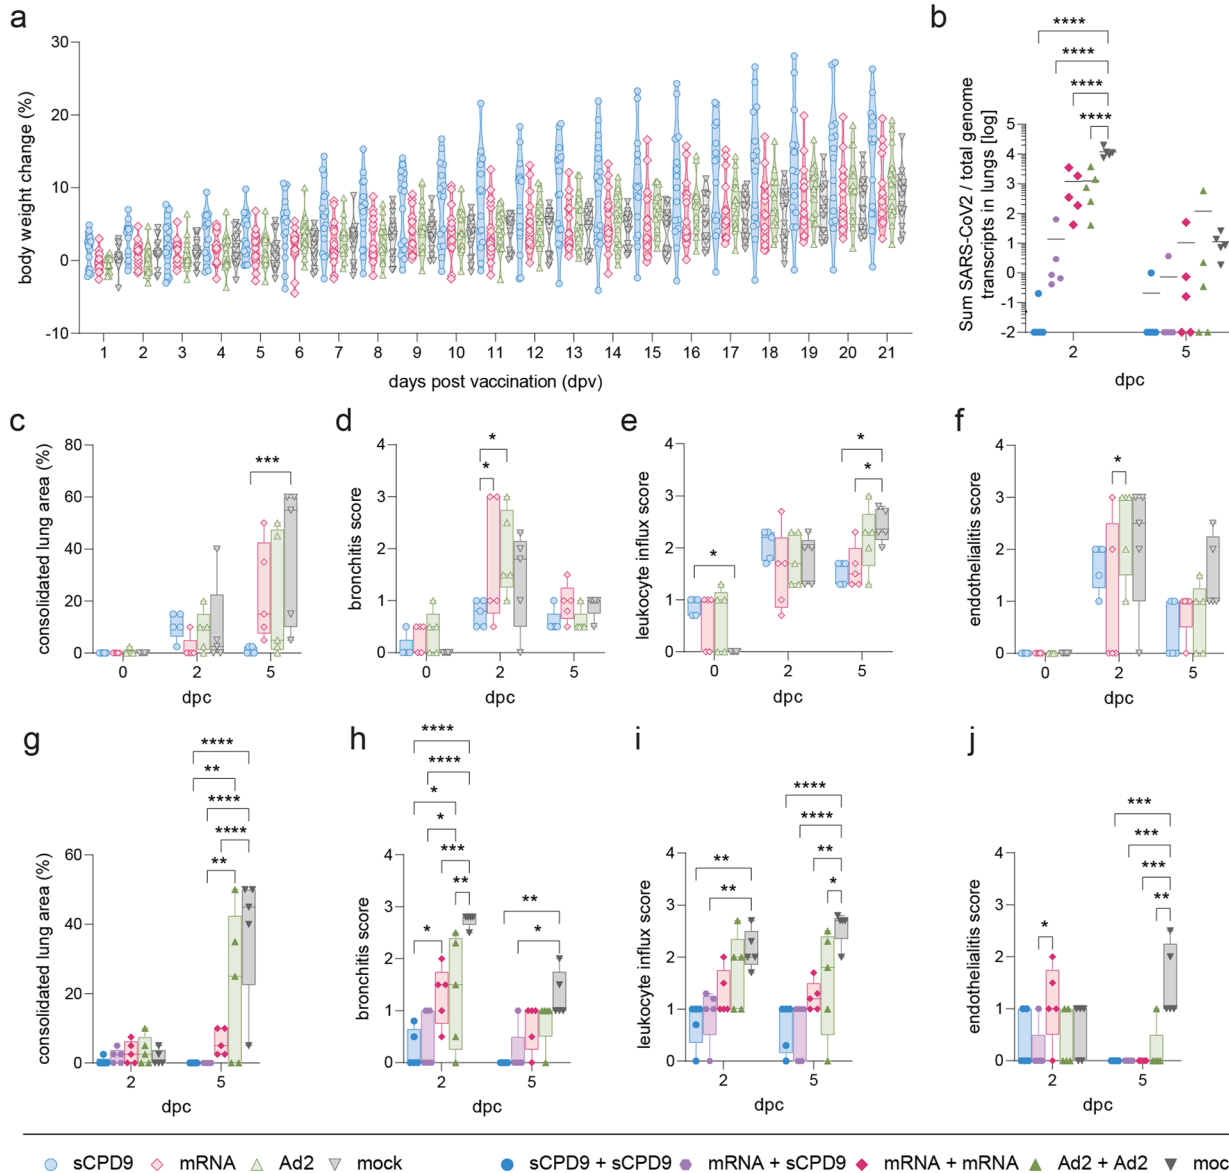 a
body weight change (%)
30
20
10
0
-10
1 2 3 4 5 6 7 8 9 10 11 12 13 14 15 16 17 18 19 20 21
days post vaccination (dpv)
b
Sum SARS-CoV2 / total genome
transcripts in lungs [log]
****
****
****
****
5
4
3
2
1
0
-1
-2
2 5
dpc
c
consolidated lung area (%)
80
60
40
20
0
***
0 2 5
dpc
d
bronchitis score
4
3
2
1
0
*
*
0 2 5
dpc
e
leukocyte influx score
4
3
2
1
0
*
*
*
0 2 5
dpc
f
endothelialitis score
4
3
2
1
0
*
0 2 5
dpc
g
consolidated lung area (%)
60
40
20
0
****
**
****
****
**
2 5
dpc
h
bronchitis score
4
3
2
1
0
****
****
*
*
***
**
*
**
*
2 5
dpc
i
leukocyte influx score
4
3
2
1
0
**
**
****
****
**
*
2 5
dpc
j
endothelialitis score
4
3
2
1
0
*
***
***
***
**
2 5
dpc
sCPD9 mRNA Ad2 mock sCPD9 + sCPD9 mRNA + sCPD9 mRNA + mRNA Ad2 + Ad2 moc